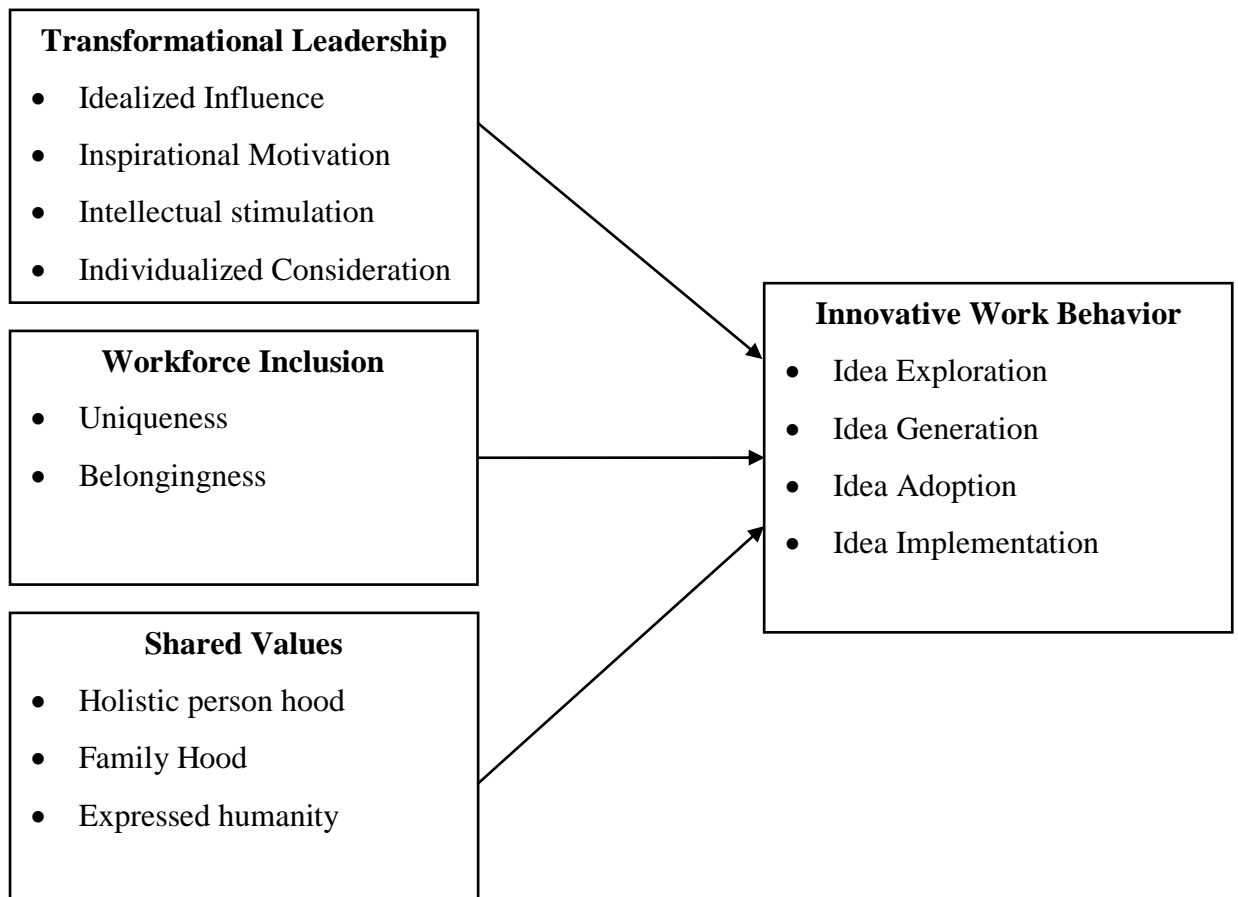 Transformational Leadership
• Idealized Influence
• Inspirational Motivation
• Intellectual stimulation
• Individualized Consideration
Workforce Inclusion
• Uniqueness
• Belongingness
Shared Values
• Holistic person hood
• Family Hood
• Expressed humanity
Innovative Work Behavior
• Idea Exploration
• Idea Generation
• Idea Adoption
• Idea Implementation